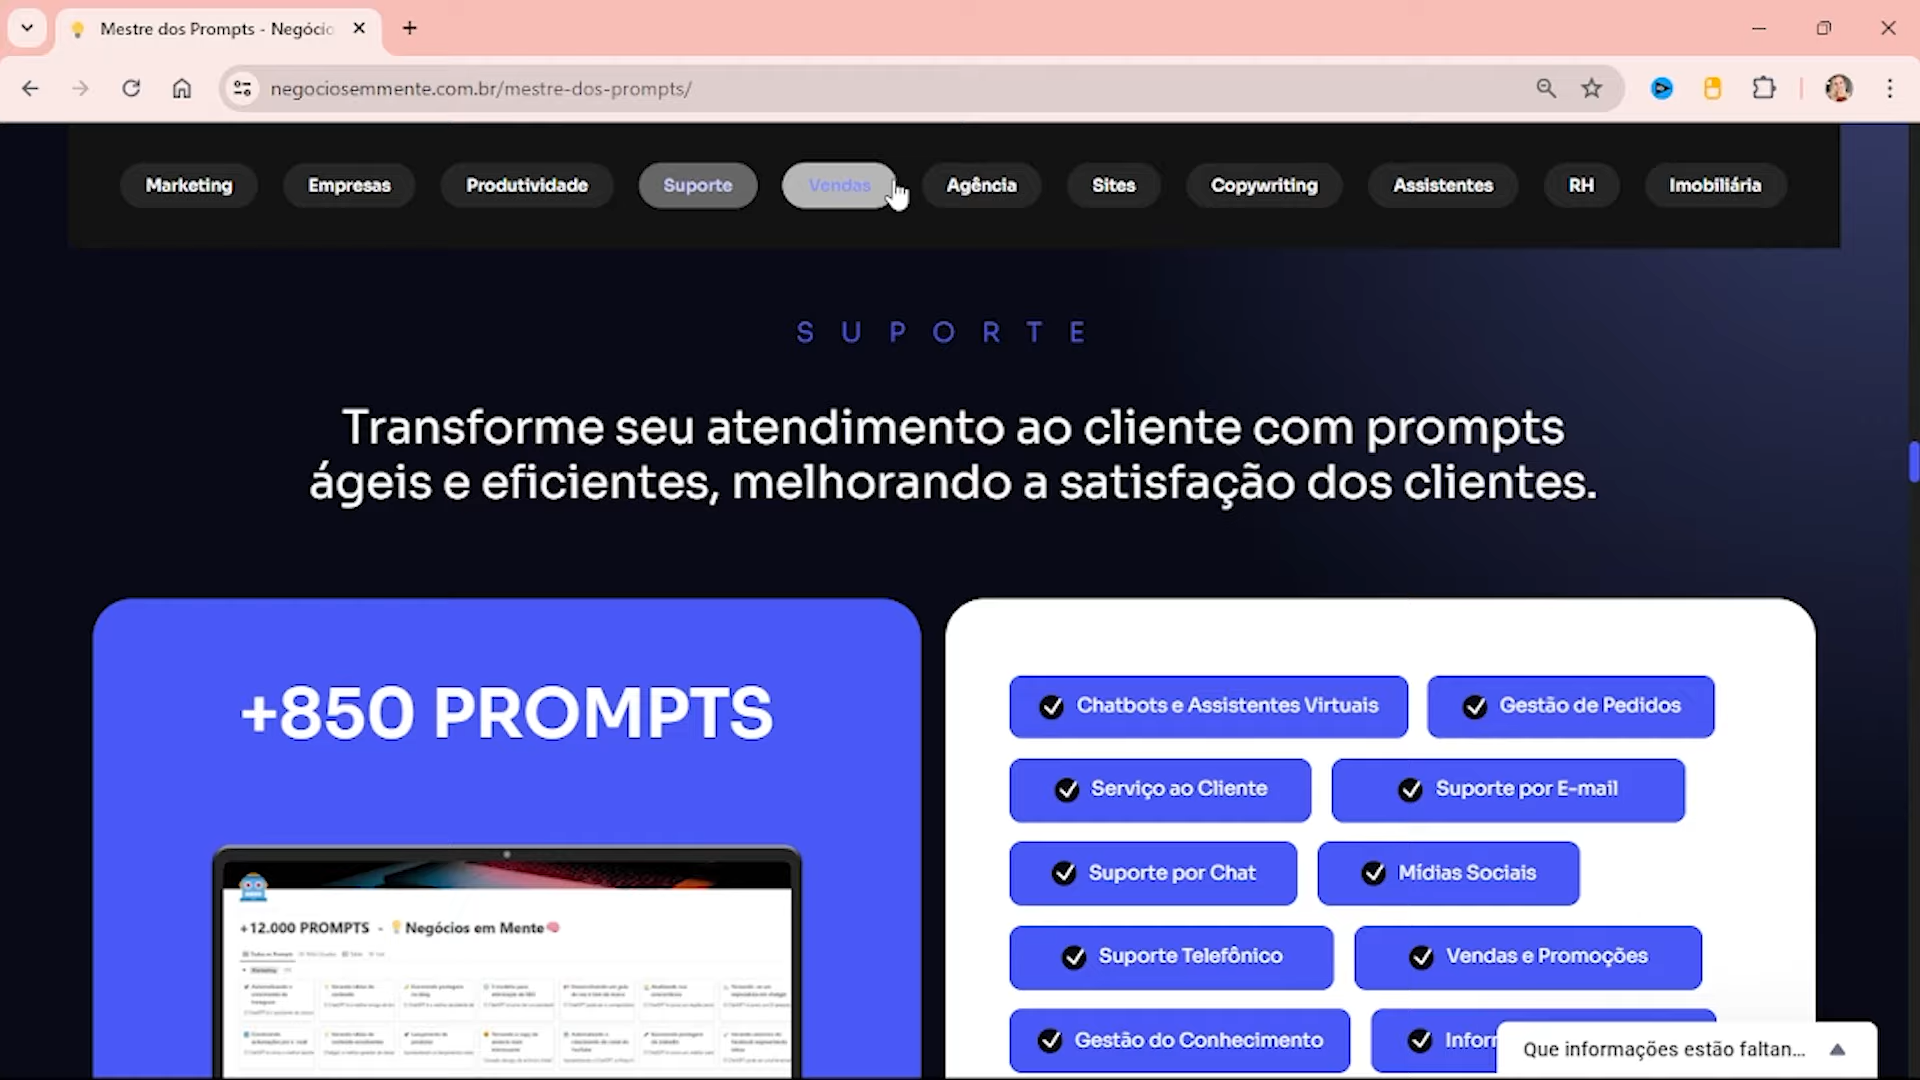 Mestre dos Prompts - Negócio
negociosemmente.com.br/mestre-dos-prompts/
Marketing Empresas Produtividade Suporte Vendas Agência Sites Copywriting Assistentes RH Imobiliária
SUPORTE
Transforme seu atendimento ao cliente com prompts
ágeis e eficientes, melhorando a satisfação dos clientes.
+850 PROMPTS
+12.000 PROMPTS - Negócios em Mente
Chatbots e Assistentes Virtuais Gestão de Pedidos
Serviço ao Cliente Suporte por E-mail
Suporte por Chat Mídias Sociais
Suporte Telefônico Vendas e Promoções
Gestão do Conhecimento Infor
Que informações estão faltan...